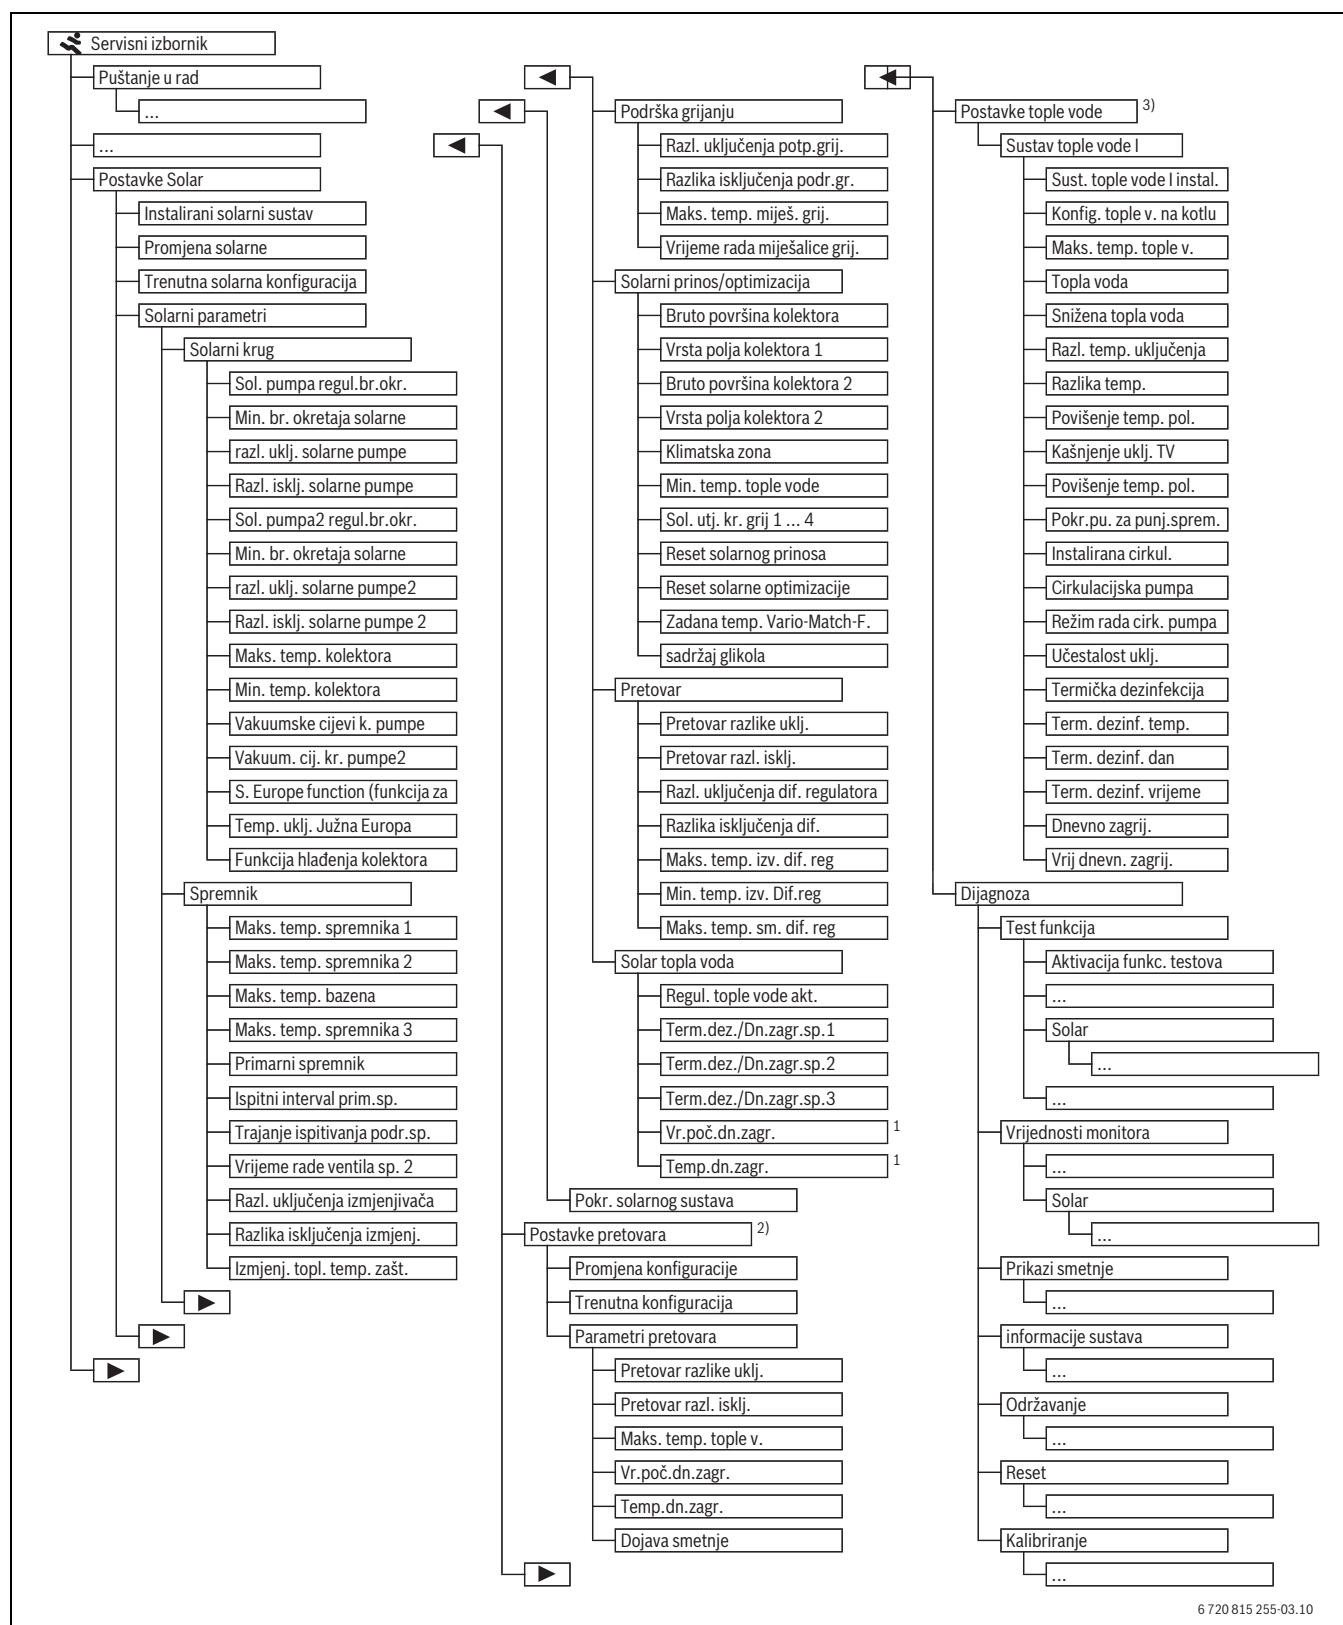 Servisni izbornik
Puštanje u rad
...
...
Postavke Solar
Instalirani solarni sustav
Promjena solarne
Trenutna solarna konfiguracija
Solarni parametri
Solarni krug
Sol. pumpa regul.br.okr.
Min. br. okretaja solarne
razl. uklj. solarne pumpe
Razl. isklj. solarne pumpe
Sol. pumpa2 regul.br.okr.
Min. br. okretaja solarne
razl. uklj. solarne pumpe2
Razl. isklj. solarne pumpe 2
Maks. temp. kolektora
Min. temp. kolektora
Vakuumske cijevi k. pumpe
Vakuum. cij. kr. pumpe2
S. Europe function (funkcija za
Temp. uklj. Južna Europa
Funkcija hlađenja kolektora
Spremnik
Maks. temp. spremnika 1
Maks. temp. spremnika 2
Maks. temp. bazena
Maks. temp. spremnika 3
Primarni spremnik
Ispitni interval prim.sp.
Trajanje ispitivanja podr.sp.
Vrijeme rade ventila sp. 2
Razl. uključenja izmjenjivača
Razlika isključenja izmjenj.
Izmjenj. topl. temp. zašt.
Podrška grijanju
Razl. uključenja potp.grij.
Razlika isključenja podr.gr.
Maks. temp. miješ. grij.
Vrijeme rada miješalice grij.
Solarni prinos/optimizacija
Bruto površina kolektora
Vrsta polja kolektora 1
Bruto površina kolektora 2
Vrsta polja kolektora 2
Klimatska zona
Min. temp. tople vode
Sol. utj. kr. grij 1 ... 4
Reset solarnog prinosa
Reset solarne optimizacije
Zadana temp. Vario-Match-F.
sadržaj glikola
Pretovar
Pretovar razlike uklj.
Pretovar razl. isklj.
Razl. uključenja dif. regulatora
Razlika isključenja dif.
Maks. temp. izv. dif. reg
Min. temp. izv. Dif.reg
Maks. temp. sm. dif. reg
Solar topla voda
Regul. tople vode akt.
Term.dez./Dn.zagr.sp.1
Term.dez./Dn.zagr.sp.2
Term.dez./Dn.zagr.sp.3
Vr.poč.dn.zagr. 1
Temp.dn.zagr. 1
Pokr. solarnog sustava
Postavke pretovara 2)
Promjena konfiguracije
Trenutna konfiguracija
Parametri pretovara
Pretovar razlike uklj.
Pretovar razl. isklj.
Maks. temp. tople v.
Vr.poč.dn.zagr.
Temp.dn.zagr.
Dojava smetnje
Postavke tople vode 3)
Sustav tople vode I
Sust. tople vode I instal.
Konfig. tople v. na kotlu
Maks. temp. tople v.
Topla voda
Snižena topla voda
Razl. temp. uključenja
Razlika temp.
Povišenje temp. pol.
Kašnjenje uklj. TV
Povišenje temp. pol.
Pokr.pu. za punj.sprem.
Instalirana cirkul.
Cirkulacijska pumpa
Režim rada cirk. pumpa
Učestalost uklj.
Termička dezinfekcija
Term. dezinf. temp.
Term. dezinf. dan
Term. dezinf. vrijeme
Dnevno zagrij.
Vrij dnevn. zagrij.
Dijagnoza
Test funkcija
Aktivacija funkc. testova
...
Solar
...
...
Vrijednosti monitora
...
Solar
...
Prikazi smetnje
...
informacije sustava
...
Održavanje
...
Reset
...
Kalibriranje
...
6 720 815 255-03.10